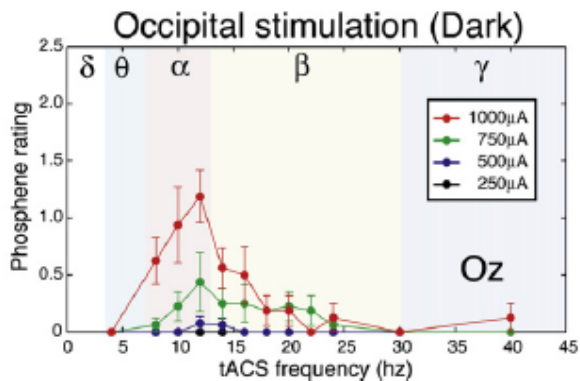 Occipital stimulation (Dark)
δ θ α β γ
2.5
2.0
1.5
1.0
0.5
0
Phosphene rating
1000μA
750μA
500μA
250μA
Oz
0 5 10 15 20 25 30 35 40 45
tACS frequency (hz)